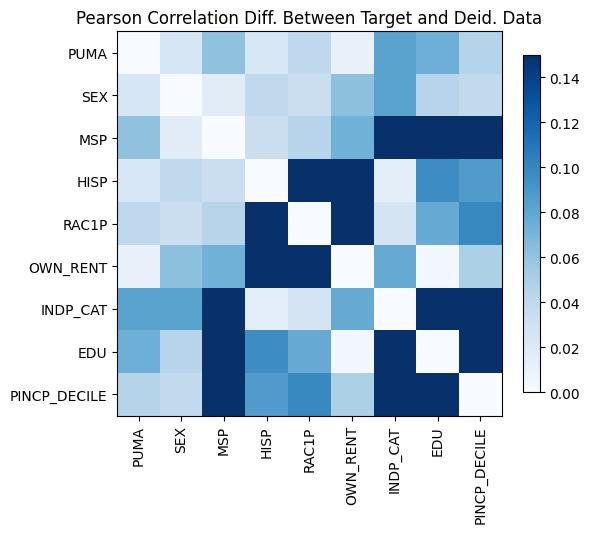 Pearson Correlation Diff. Between Target and Deid. Data
PUMA
SEX
MSP
HISP
RAC1P
OWN_RENT
INDP_CAT
EDU
PINCP_DECILE
PUMA
SEX
MSP
HISP
RAC1P
OWN_RENT
INDP_CAT
EDU
PINCP_DECILE
0.14
0.12
0.10
0.08
0.06
0.04
0.02
0.00